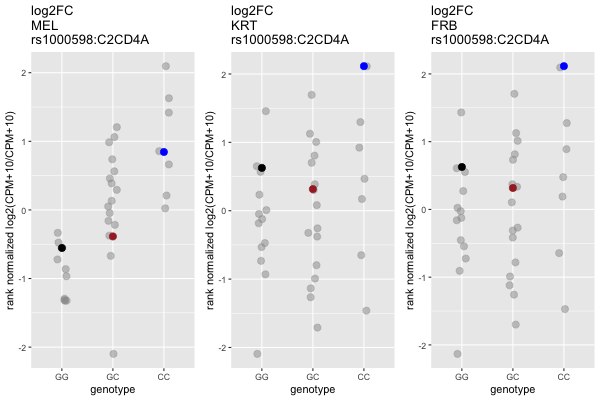 log2FC
MEL
rs1000598:C2CD4A
rank normalized log2(CPM+10/CPM+10)
2
1
0
-1
-2
GG
GC
CC
genotype
log2FC
KRT
rs1000598:C2CD4A
rank normalized log2(CPM+10/CPM+10)
2
1
0
-1
-2
GG
GC
CC
genotype
log2FC
FRB
rs1000598:C2CD4A
rank normalized log2(CPM+10/CPM+10)
2
1
0
-1
-2
GG
GC
CC
genotype